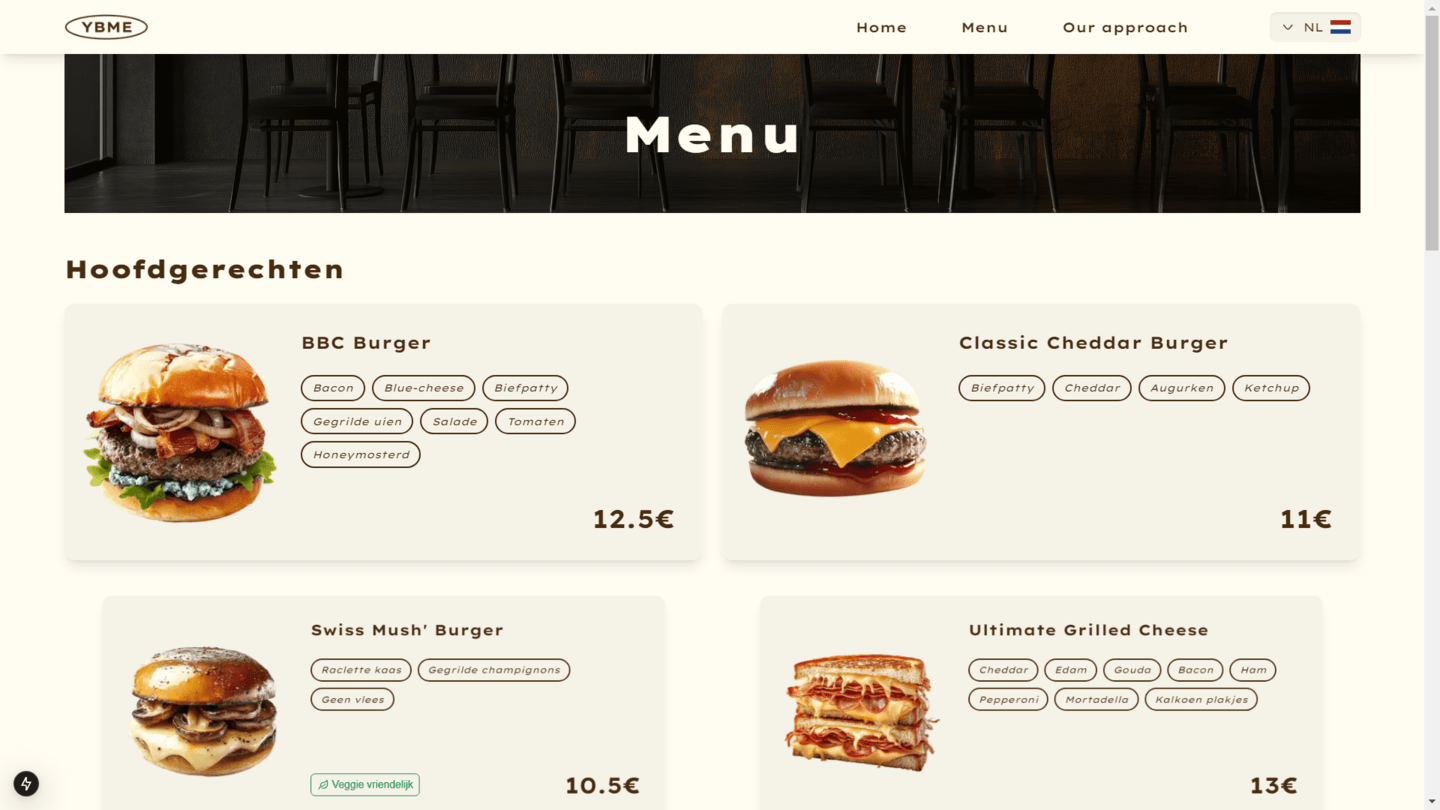 YBME
Home Menu Our approach NL
Menu
Hoofdgerechten
BBC Burger
Bacon Blue-cheese Biefpatty
Gegrilde uien Salade Tomaten
Honeymosterd
12.5€
Classic Cheddar Burger
Biefpatty Cheddar Augurken Ketchup
11€
Swiss Mush' Burger
Raclette kaas Gegrilde champignons
Geen vlees
Veggie vriendelijk 10.5€
Ultimate Grilled Cheese
Cheddar Edam Gouda Bacon Ham
Pepperoni Mortadella Kalkoen plakjes
13€